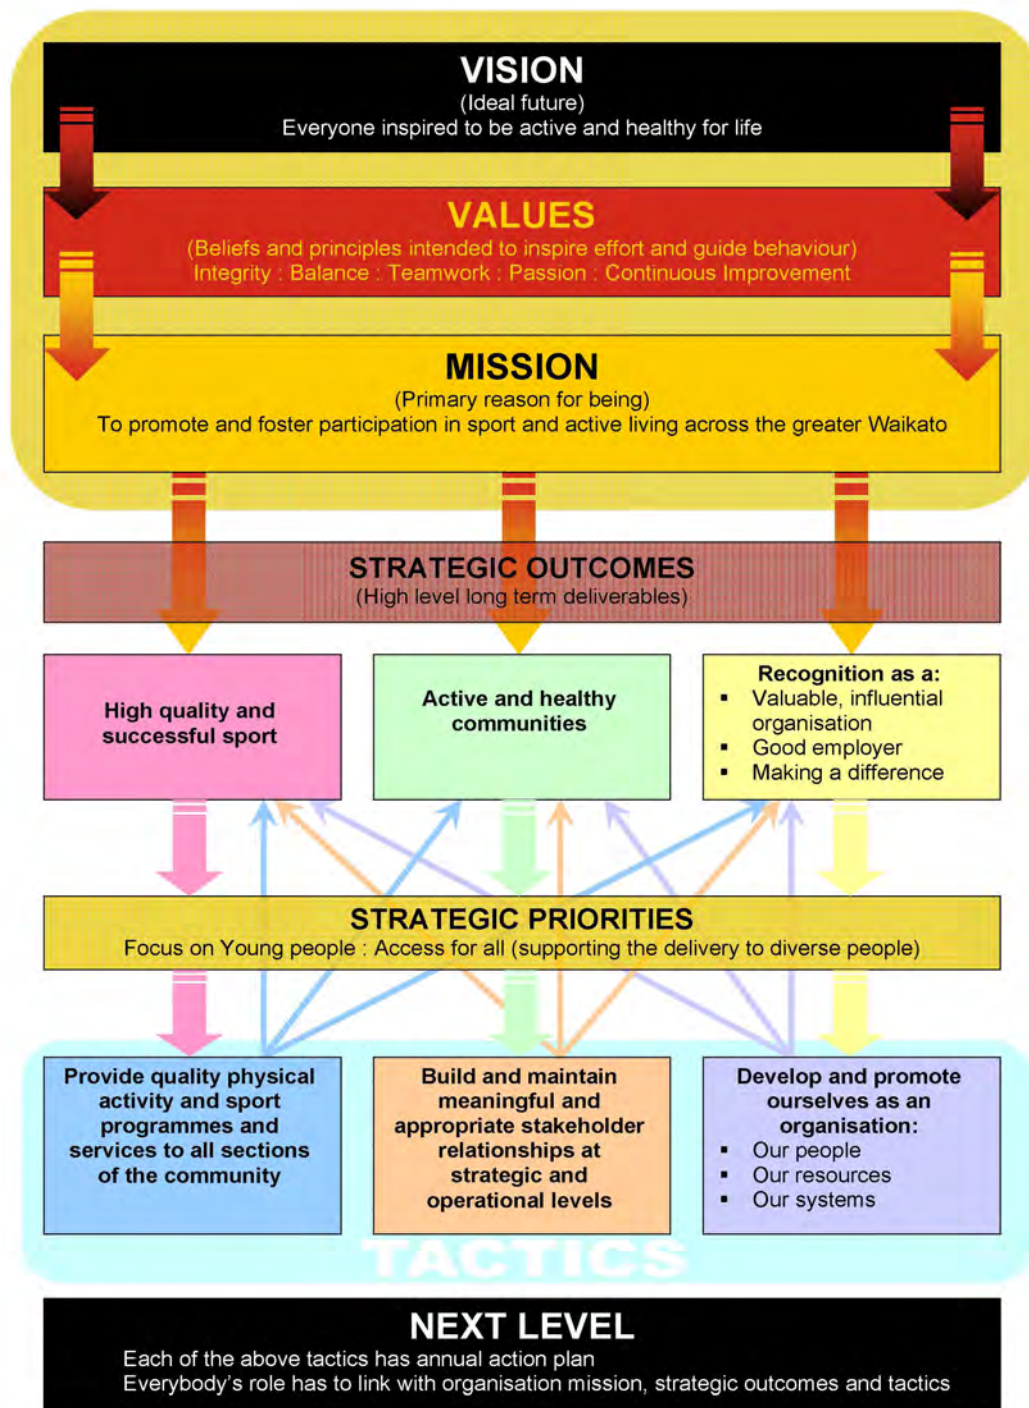 VISION
(Ideal future)
Everyone inspired to be active and healthy for life
VALUES
(Beliefs and principles intended to inspire effort and guide behaviour)
Integrity : Balance : Teamwork : Passion : Continuous Improvement
MISSION
(Primary reason for being)
To promote and foster participation in sport and active living across the greater Waikato
STRATEGIC OUTCOMES
(High level long term deliverables)
High quality and
successful sport
Active and healthy
communities
Recognition as a:
▪ Valuable, influential
organisation
▪ Good employer
▪ Making a difference
STRATEGIC PRIORITIES
Focus on Young people : Access for all (supporting the delivery to diverse people)
Provide quality physical
activity and sport
programmes and
services to all sections
of the community
Build and maintain
meaningful and
appropriate stakeholder
relationships at
strategic and
operational levels
Develop and promote
ourselves as an
organisation:
▪ Our people
▪ Our resources
▪ Our systems
TACTICS
NEXT LEVEL
Each of the above tactics has annual action plan
Everybody's role has to link with organisation mission, strategic outcomes and tactics